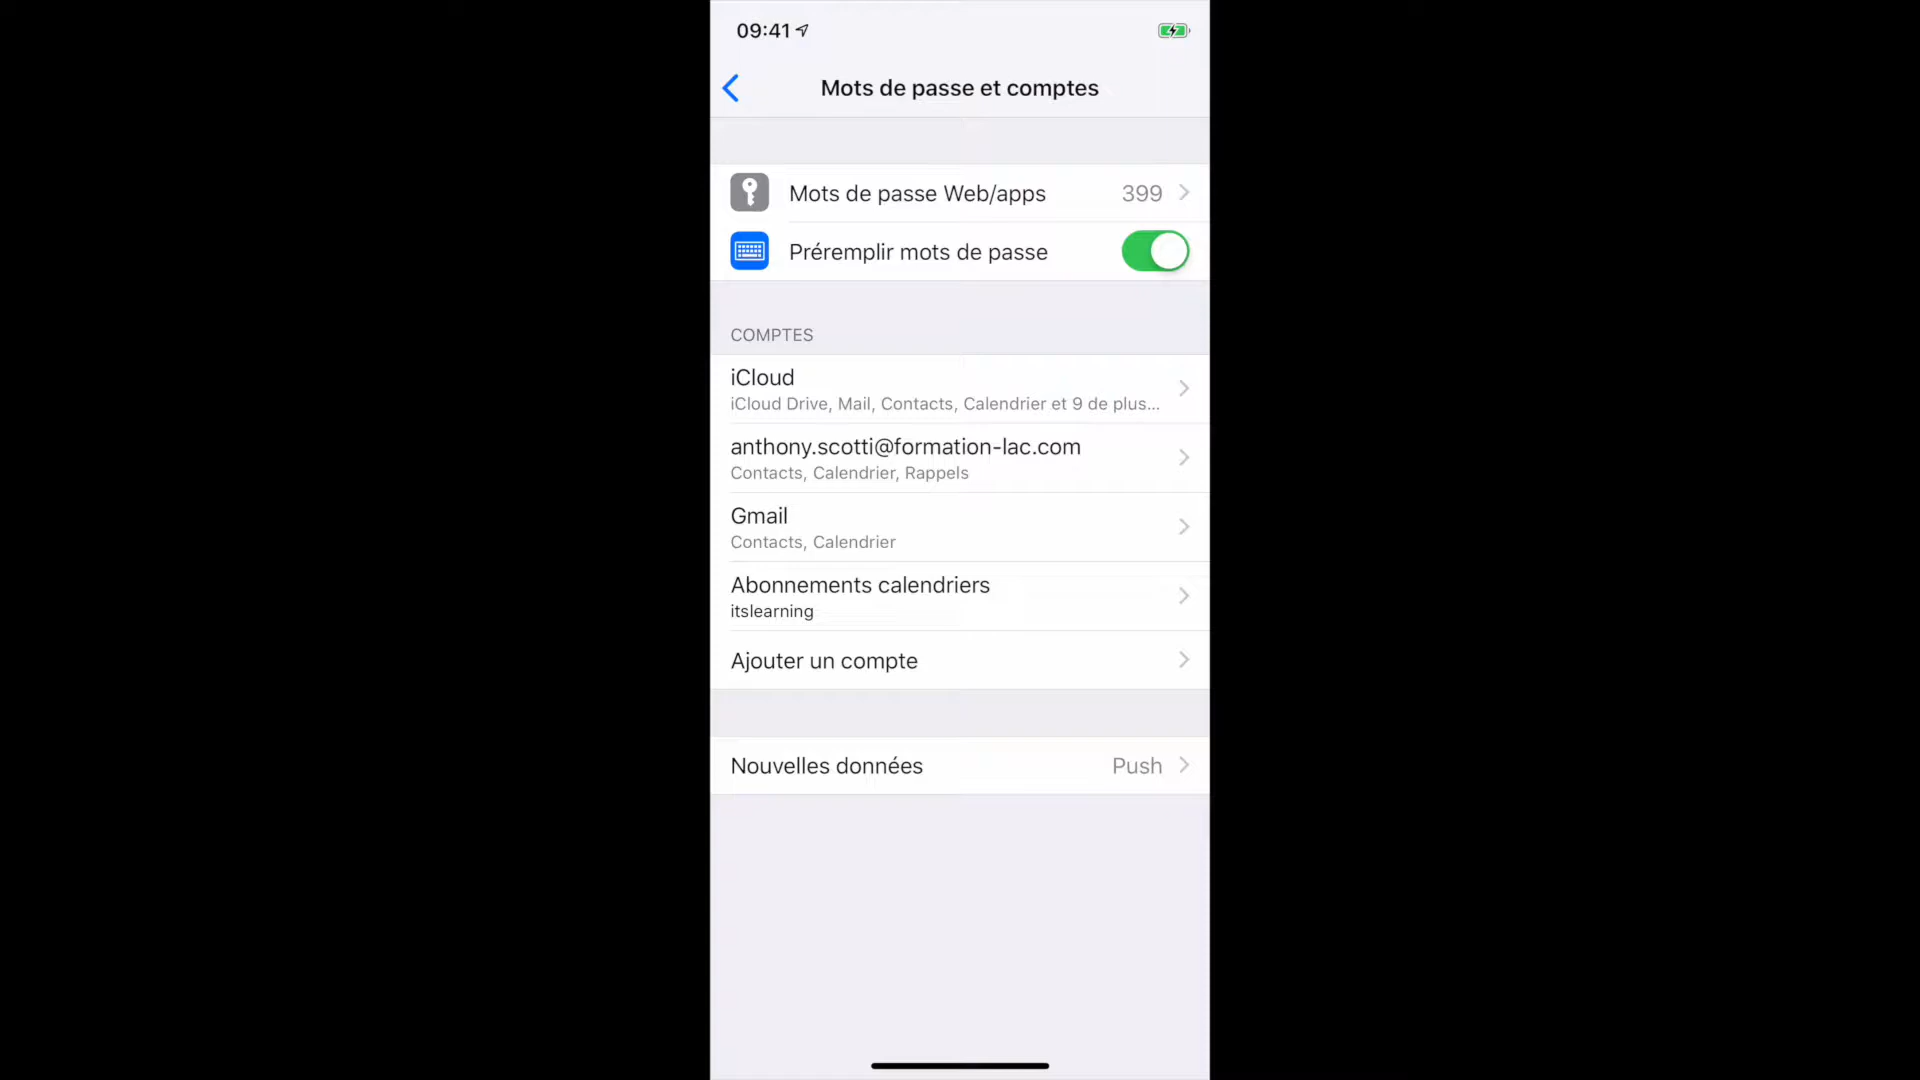 09:41
Mots de passe et comptes
Mots de passe Web/apps 399
Préremplir mots de passe
COMPTES
iCloud
iCloud Drive, Mail, Contacts, Calendrier et 9 de plus...
anthony.scotti@formation-lac.com
Contacts, Calendrier, Rappels
Gmail
Contacts, Calendrier
Abonnements calendriers
itslearning
Ajouter un compte
Nouvelles données Push